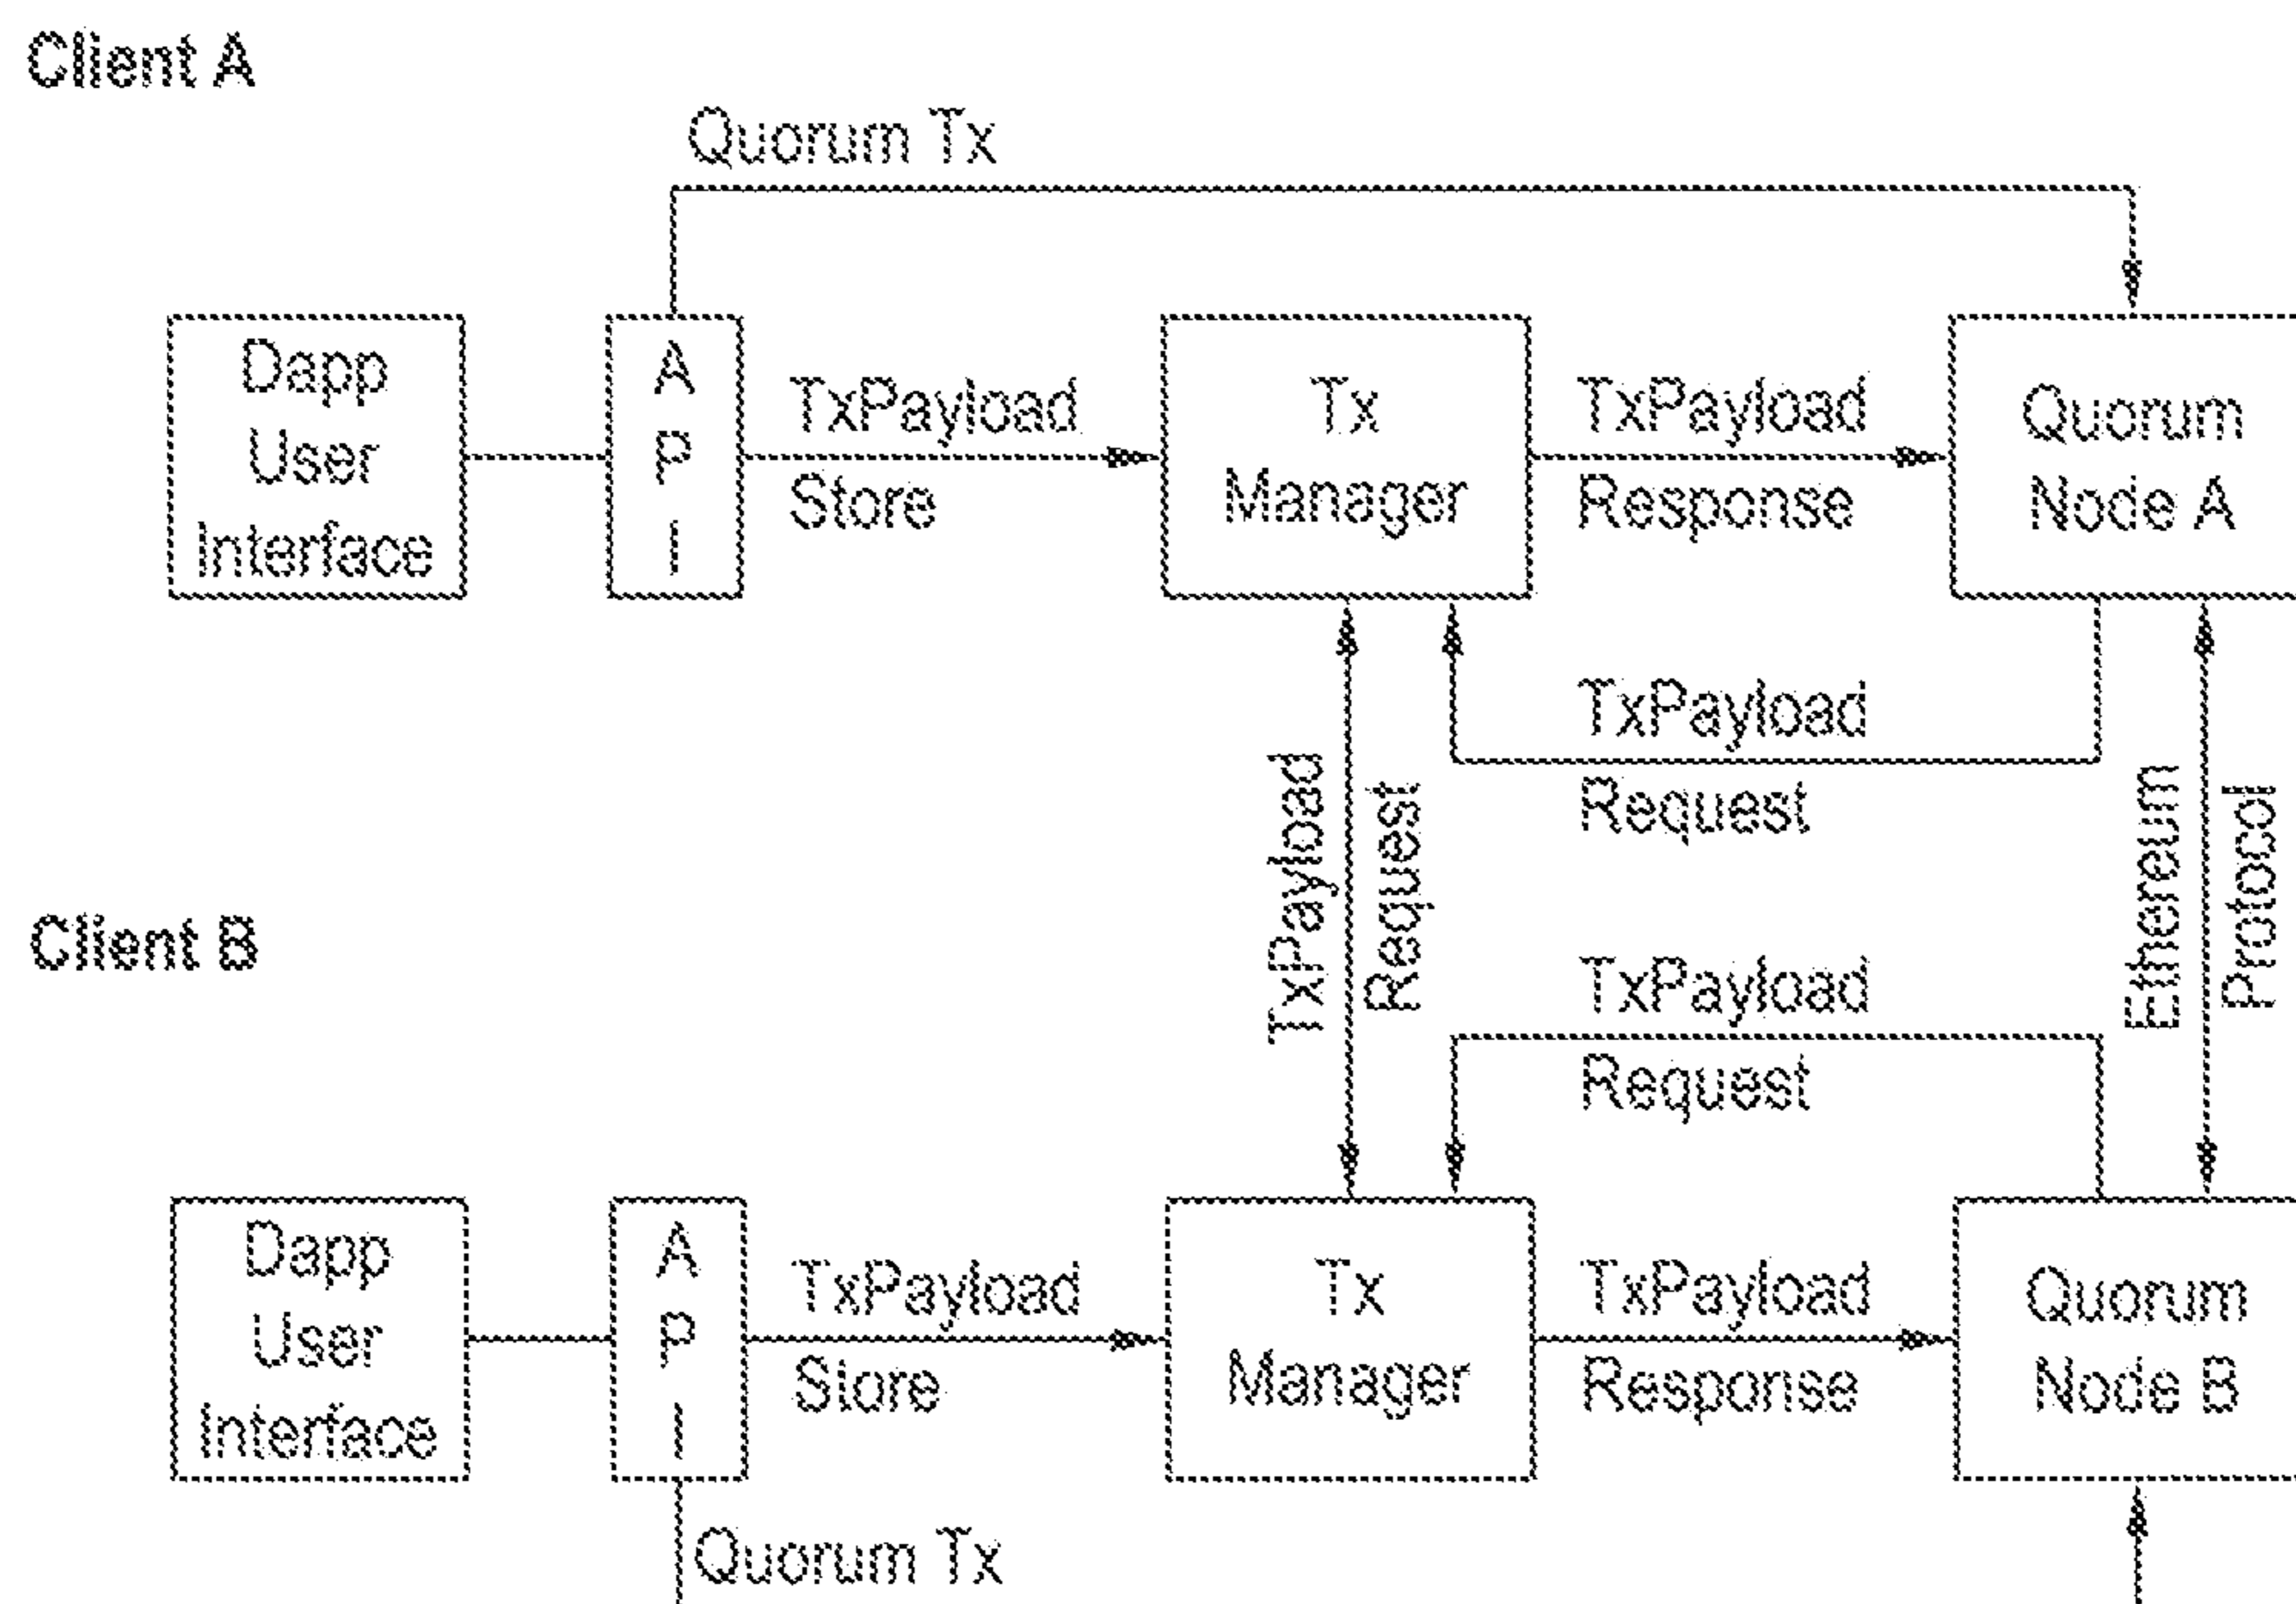 Client A
Quorum Tx
Dapp
User
Interface
A
P
I
TxPayload
Store
Tx
Manager
TxPayload
Response
Quorum
Node A
TxPayload
Request
TxPayload
Request
Ethereum
Protocol
Client B
TxPayload
Request
Dapp
User
Interface
A
P
I
TxPayload
Store
Tx
Manager
TxPayload
Response
Quorum
Node B
Quorum Tx